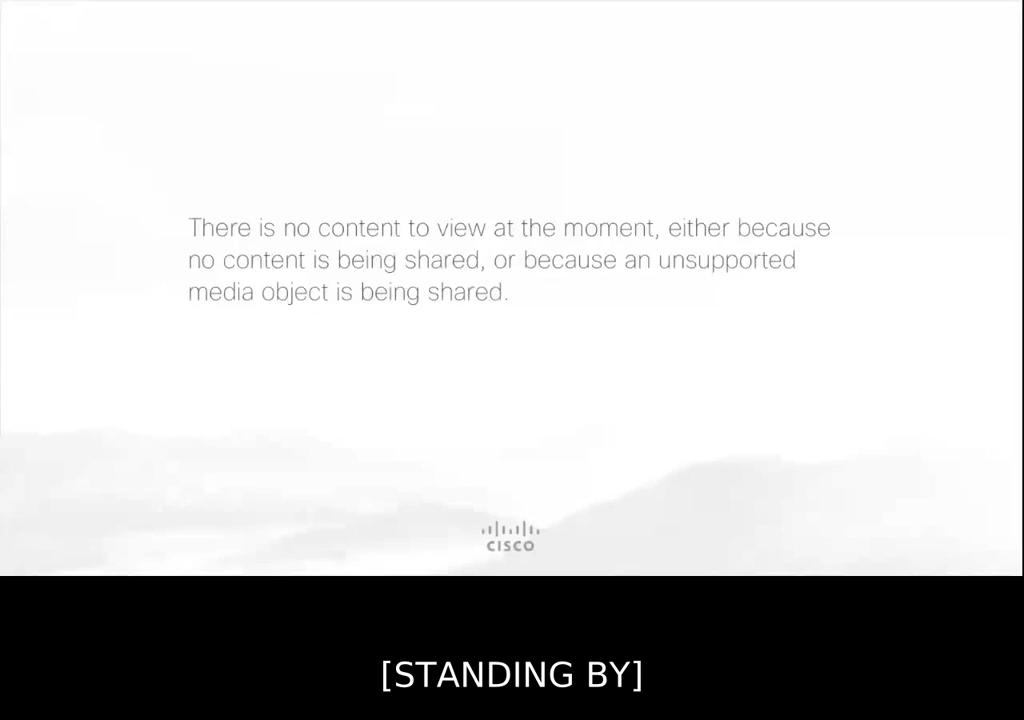 There is no content to view at the moment, either because
no content is being shared, or because an unsupported
media object is being shared.
CISCO
[STANDING BY]